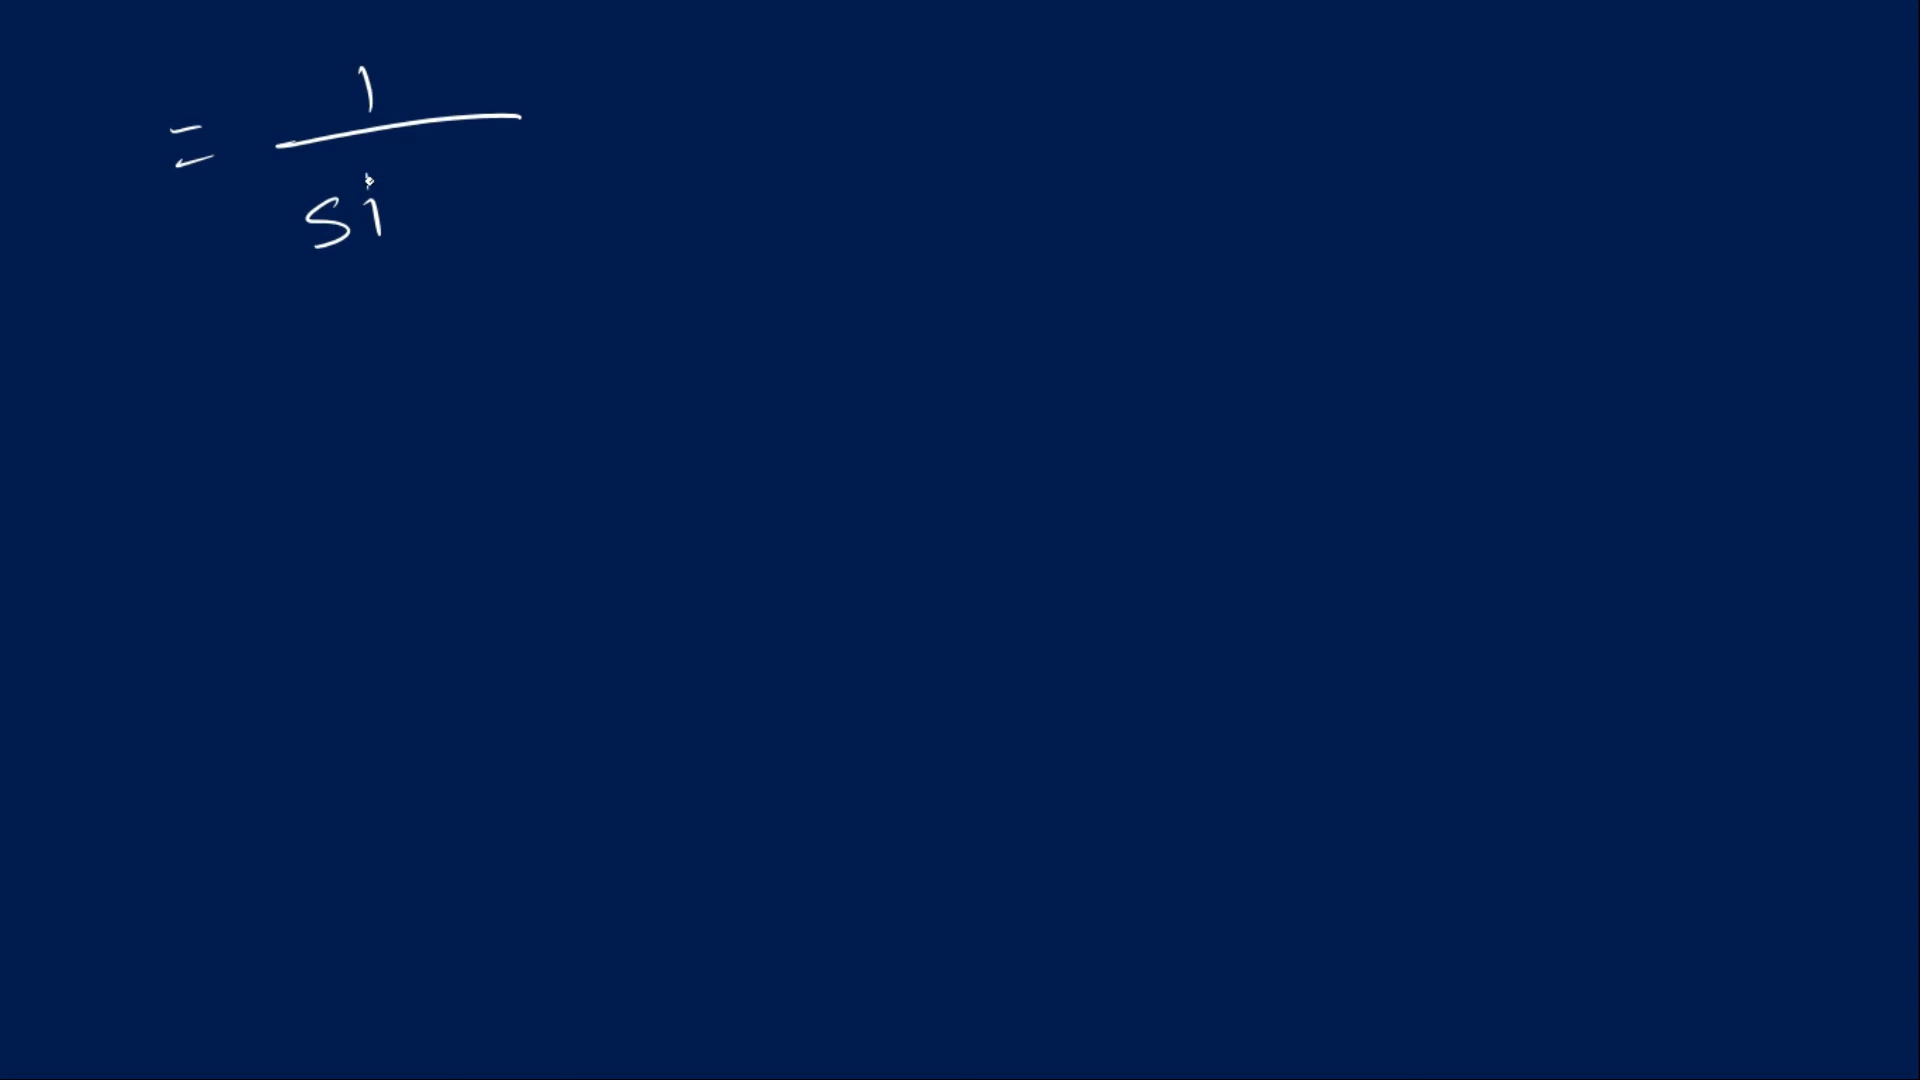 = 1
si